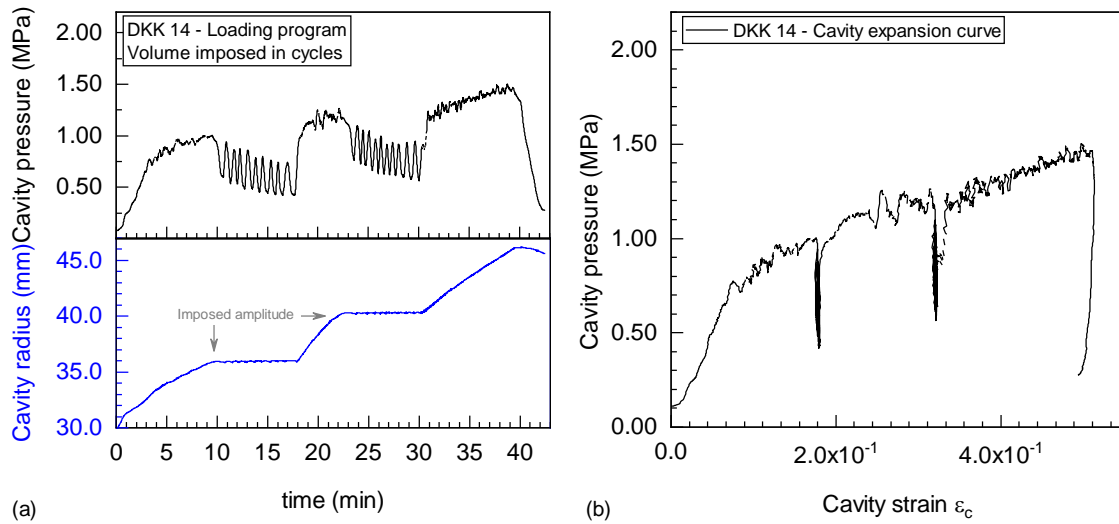 DKK 14 - Loading program
Volume imposed in cycles
Cavity pressure (MPa)
2.00
1.50
1.00
0.50
Cavity radius (mm)
45.0
40.0
35.0
30.0
Imposed amplitude
0 5 10 15 20 25 30 35 40
time (min)
(a)
DKK 14 - Cavity expansion curve
Cavity pressure (MPa)
2.00
1.50
1.00
0.50
0.00
0.0 2.0x10⁻¹ 4.0x10⁻¹
Cavity strain ε_c
(b)